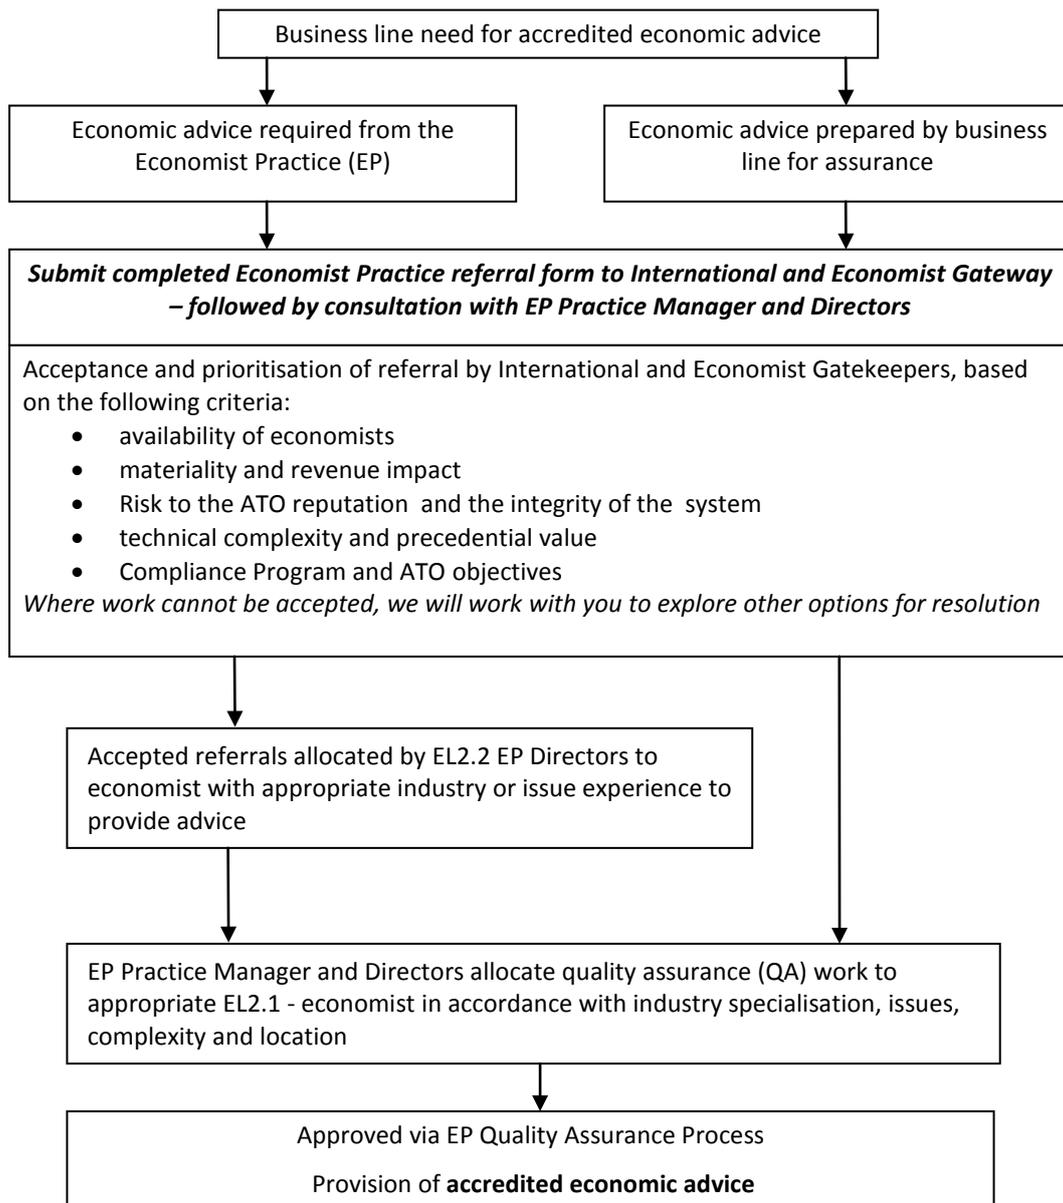 Business line need for accredited economic advice
Economic advice required from the
Economist Practice (EP)
Economic advice prepared by business
line for assurance
Submit completed Economist Practice referral form to International and Economist Gateway
– followed by consultation with EP Practice Manager and Directors
Acceptance and prioritisation of referral by International and Economist Gatekeepers, based
on the following criteria:
• availability of economists
• materiality and revenue impact
• Risk to the ATO reputation and the integrity of the system
• technical complexity and precedential value
• Compliance Program and ATO objectives
Where work cannot be accepted, we will work with you to explore other options for resolution
Accepted referrals allocated by EL2.2 EP Directors to
economist with appropriate industry or issue experience to
provide advice
EP Practice Manager and Directors allocate quality assurance (QA) work to
appropriate EL2.1 - economist in accordance with industry specialisation, issues,
complexity and location
Approved via EP Quality Assurance Process
Provision of accredited economic advice